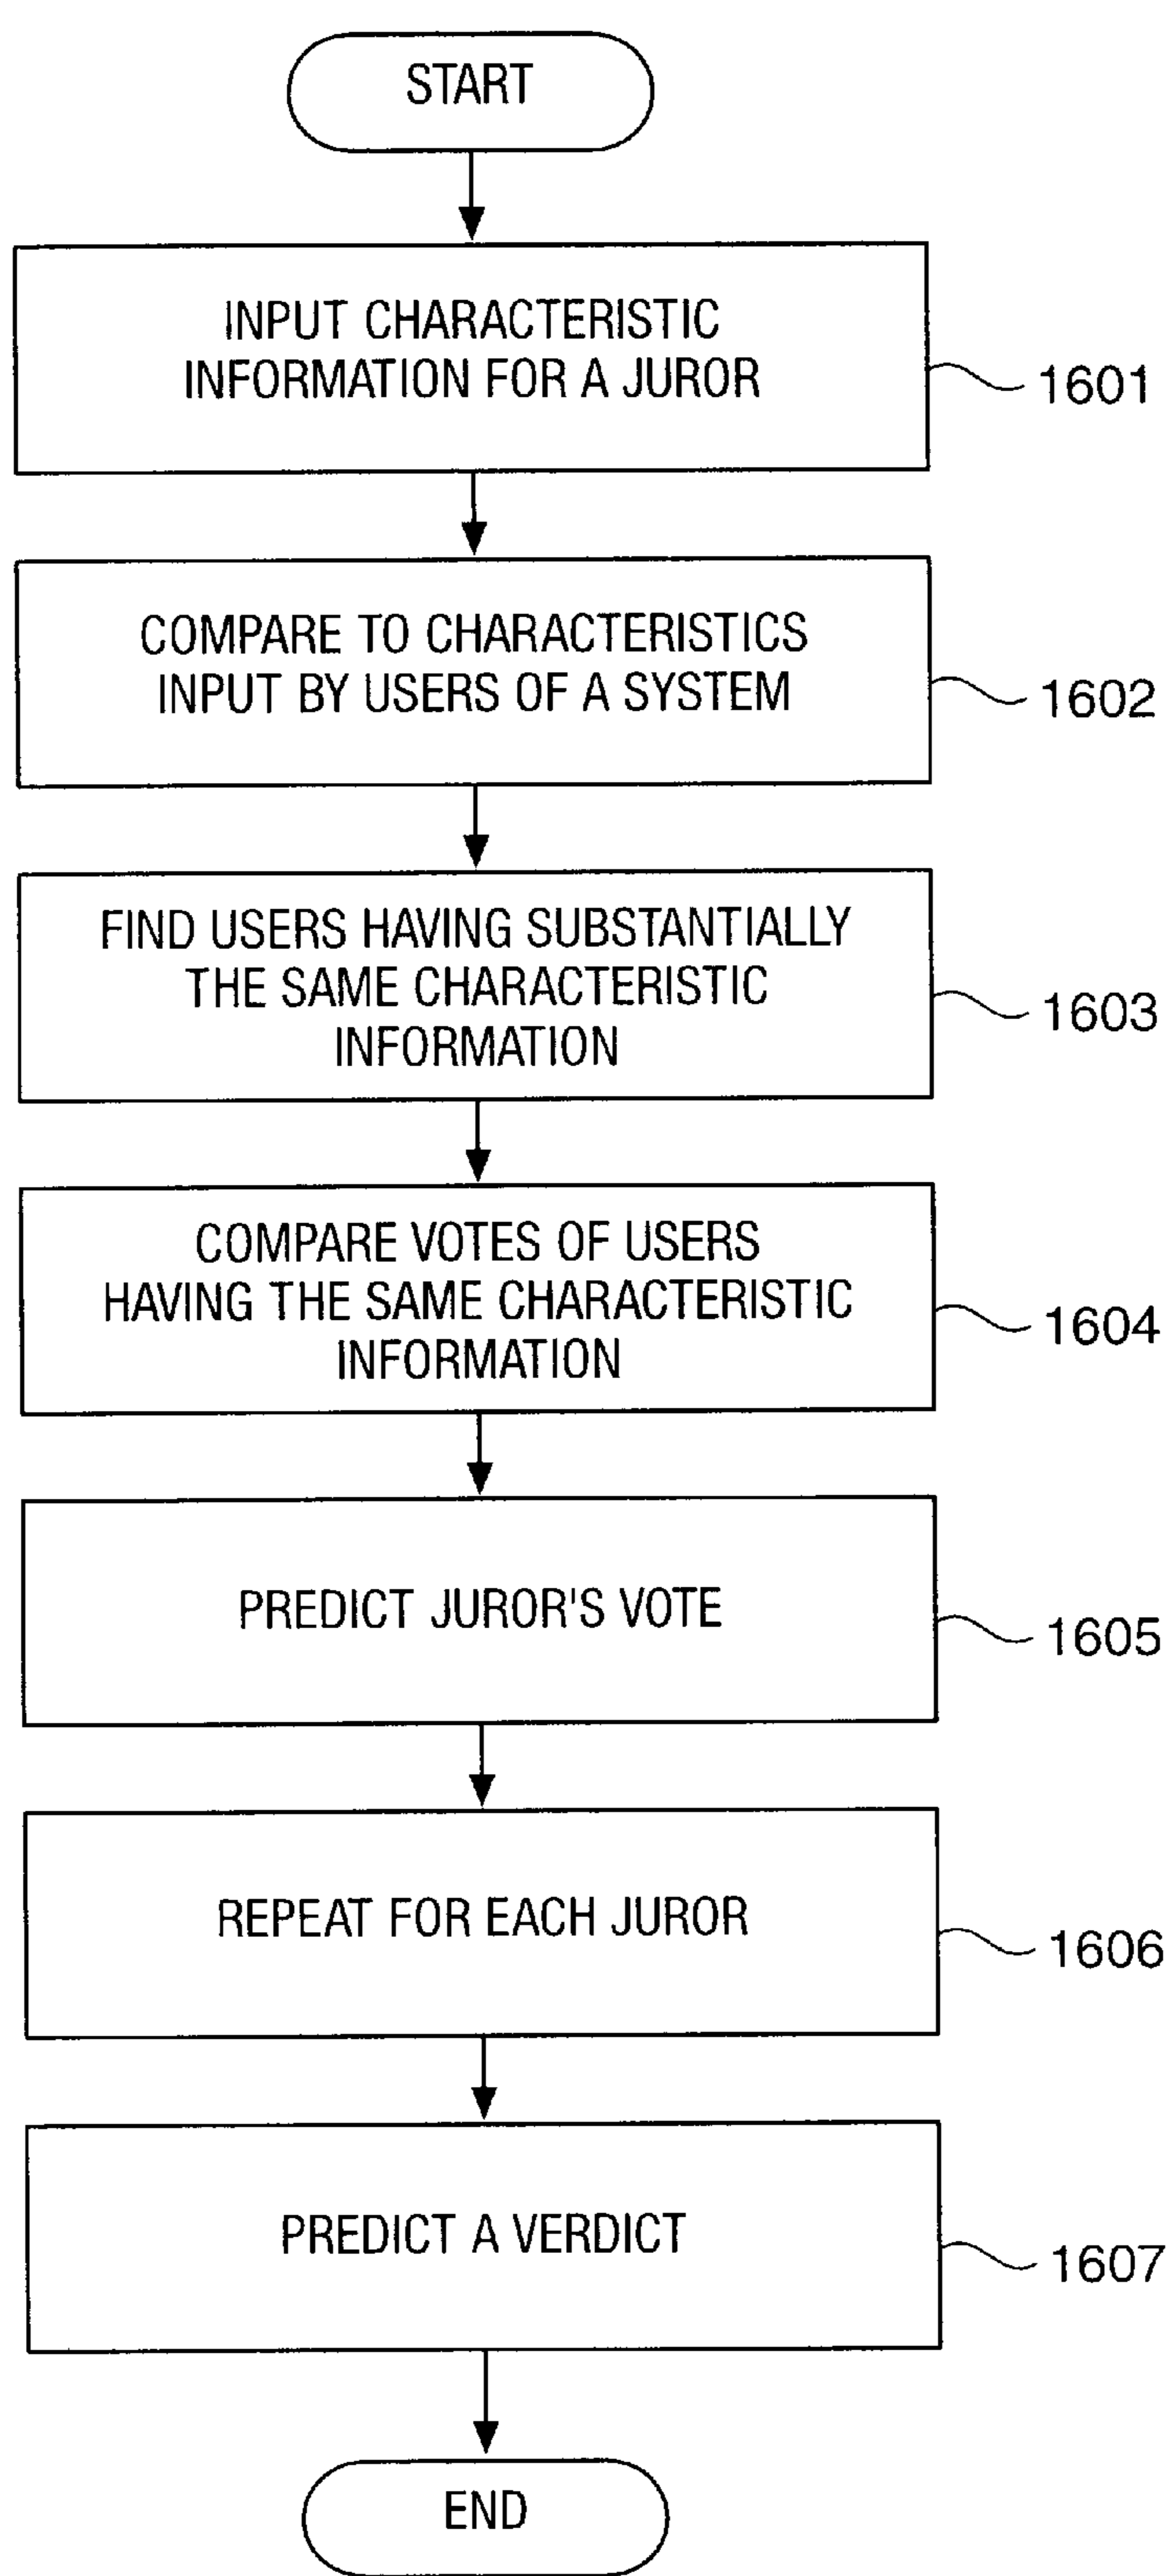 START
INPUT CHARACTERISTIC
INFORMATION FOR A JUROR
1601
COMPARE TO CHARACTERISTICS
INPUT BY USERS OF A SYSTEM
1602
FIND USERS HAVING SUBSTANTIALLY
THE SAME CHARACTERISTIC
INFORMATION
1603
COMPARE VOTES OF USERS
HAVING THE SAME CHARACTERISTIC
INFORMATION
1604
PREDICT JUROR'S VOTE
1605
REPEAT FOR EACH JUROR
1606
PREDICT A VERDICT
1607
END